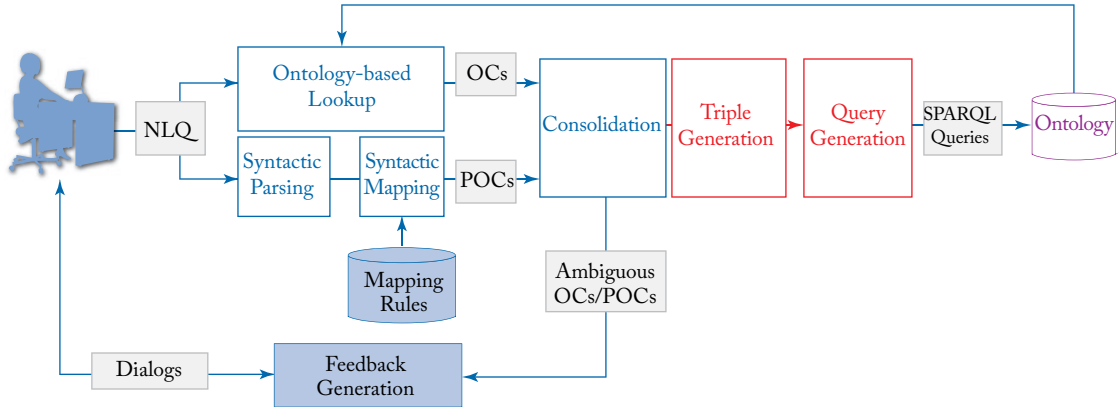 NLQ
Ontology-based
Lookup
OCs
Syntactic
Parsing
Syntactic
Mapping
POCs
Consolidation
Triple
Generation
Query
Generation
SPARQL
Queries
Ontology
Mapping
Rules
Ambiguous
OCs/POCs
Dialogs
Feedback
Generation